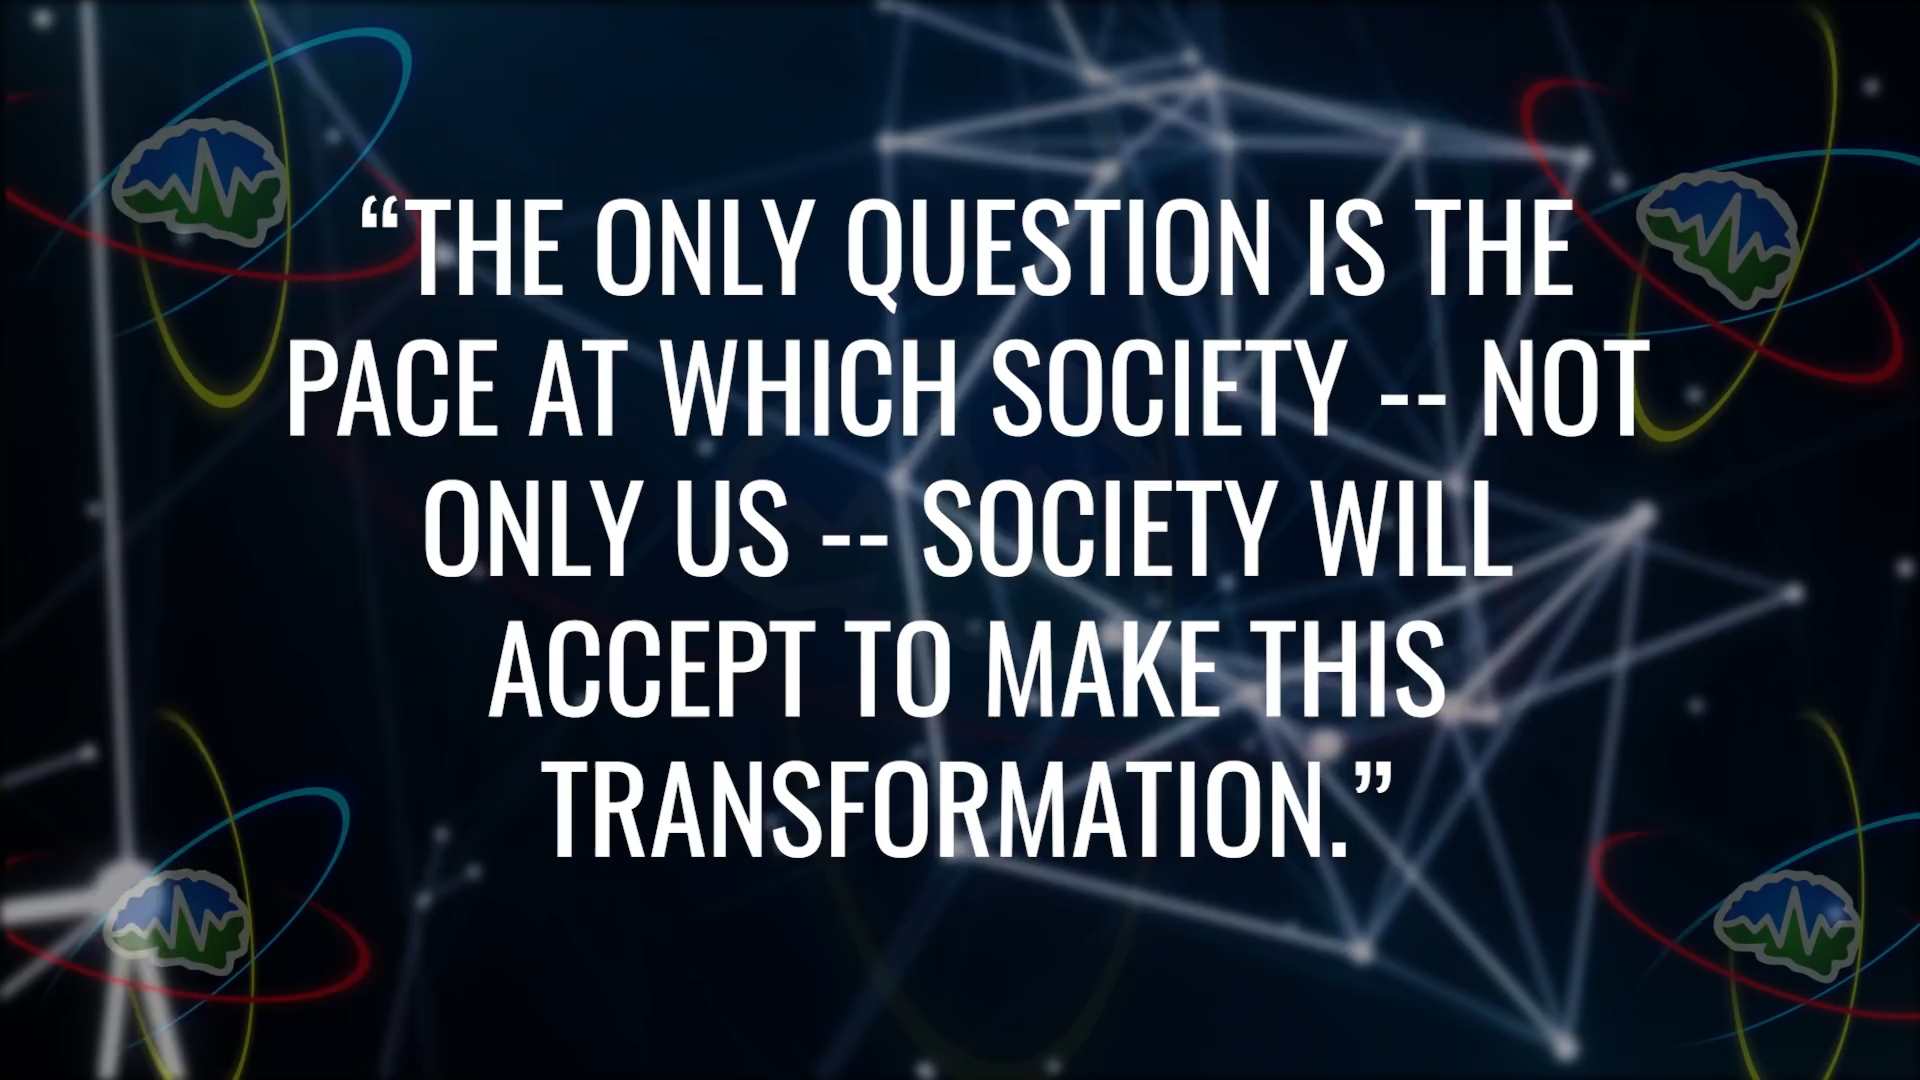 “THE ONLY QUESTION IS THE
PACE AT WHICH SOCIETY -- NOT
ONLY US -- SOCIETY WILL
ACCEPT TO MAKE THIS
TRANSFORMATION.”